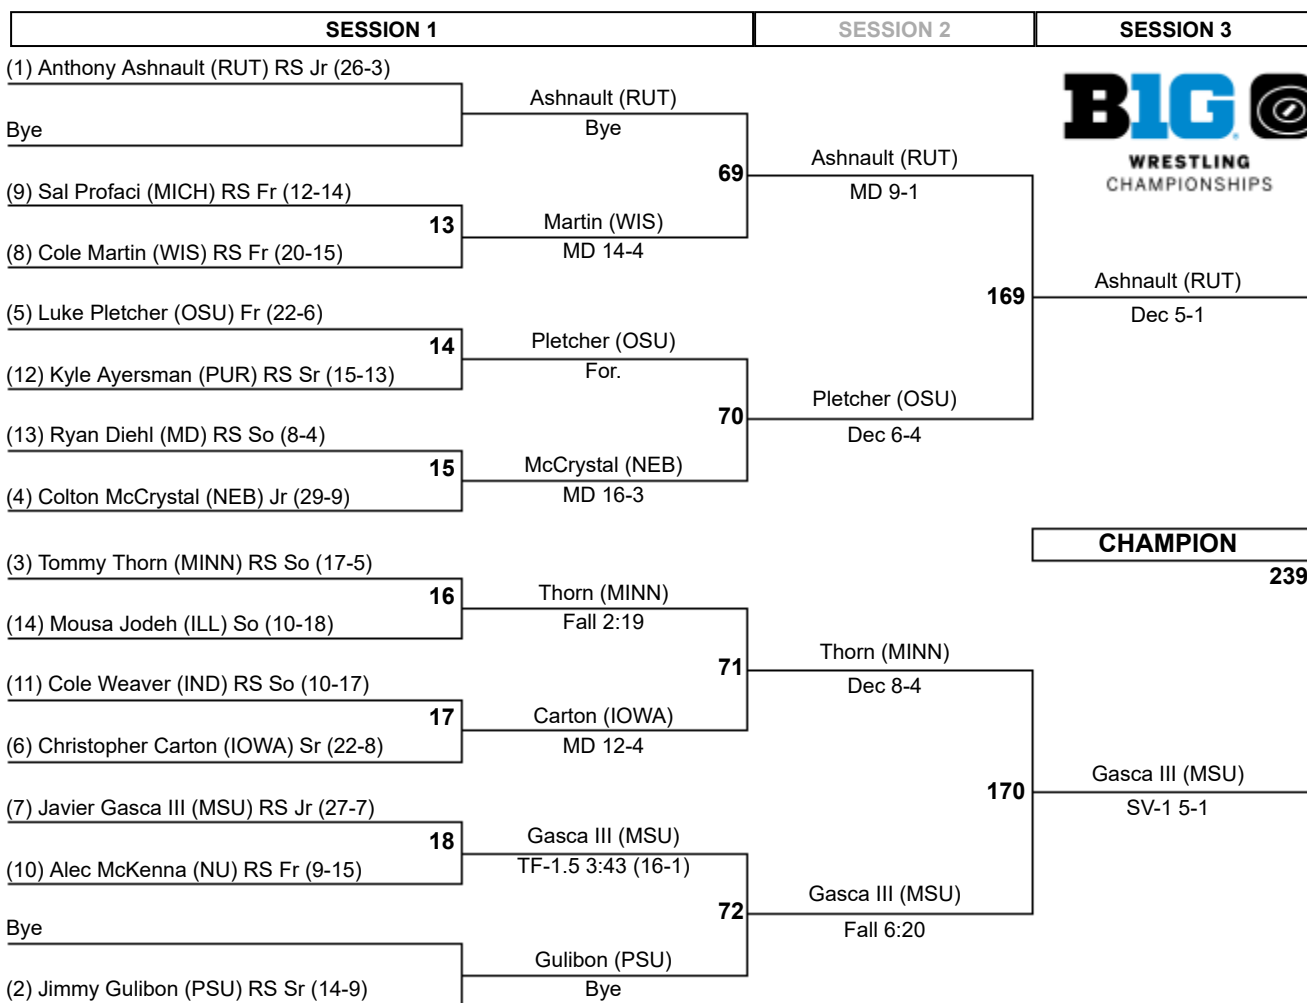 SESSION 1
SESSION 2
SESSION 3
(1) Anthony Ashnault (RUT) RS Jr (26-3)
Bye
(9) Sal Profaci (MICH) RS Fr (12-14)
(8) Cole Martin (WIS) RS Fr (20-15)
(5) Luke Pletcher (OSU) Fr (22-6)
(12) Kyle Ayersman (PUR) RS Sr (15-13)
(13) Ryan Diehl (MD) RS So (8-4)
(4) Colton McCrystal (NEB) Jr (29-9)
(3) Tommy Thorn (MINN) RS So (17-5)
(14) Mousa Jodeh (ILL) So (10-18)
(11) Cole Weaver (IND) RS So (10-17)
(6) Christopher Carton (IOWA) Sr (22-8)
(7) Javier Gasca III (MSU) RS Jr (27-7)
(10) Alec McKenna (NU) RS Fr (9-15)
Bye
(2) Jimmy Gulibon (PSU) RS Sr (14-9)
13
14
15
16
17
18
Ashnault (RUT)
Bye
Martin (WIS)
MD 14-4
Pletcher (OSU)
For.
McCrystal (NEB)
MD 16-3
Thorn (MINN)
Fall 2:19
Carton (IOWA)
MD 12-4
Gasca III (MSU)
TF-1.5 3:43 (16-1)
Gulibon (PSU)
Bye
69
70
71
72
Ashnault (RUT)
MD 9-1
Pletcher (OSU)
Dec 6-4
Thorn (MINN)
Dec 8-4
Gasca III (MSU)
Fall 6:20
169
170
B1G
WRESTLING
CHAMPIONSHIPS
Ashnault (RUT)
Dec 5-1
CHAMPION
239
Gasca III (MSU)
SV-1 5-1